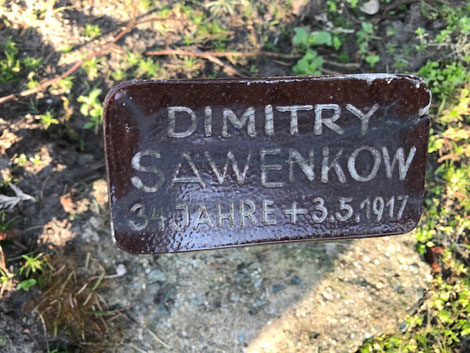 DIMITRY
SAWENKOW
34 JAHRE + 3.5.1917